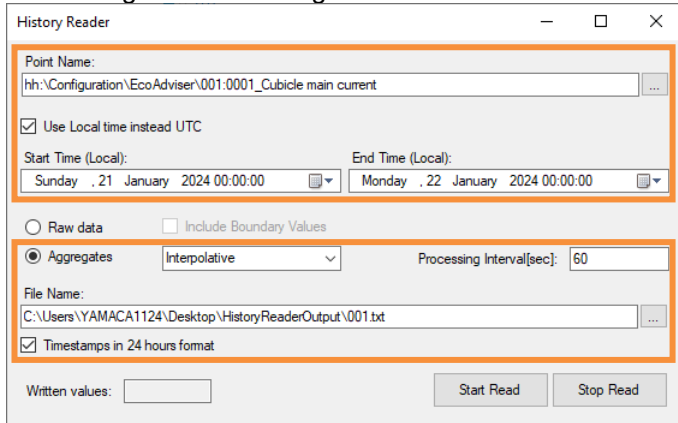 History Reader
Point Name:
hh:\Configuration\EcoAdviser\001:0001_Cubicle main current
...
Use Local time instead UTC
Start Time (Local):
End Time (Local):
Sunday , 21 January 2024 00:00:00
Monday , 22 January 2024 00:00:00
Raw data
Include Boundary Values
Aggregates
Interpolative
Processing Interval[sec]:
60
File Name:
C:\Users\YAMACA1124\Desktop\HistoryReaderOutput\001.txt
...
Timestamps in 24 hours format
Written values:
Start Read
Stop Read